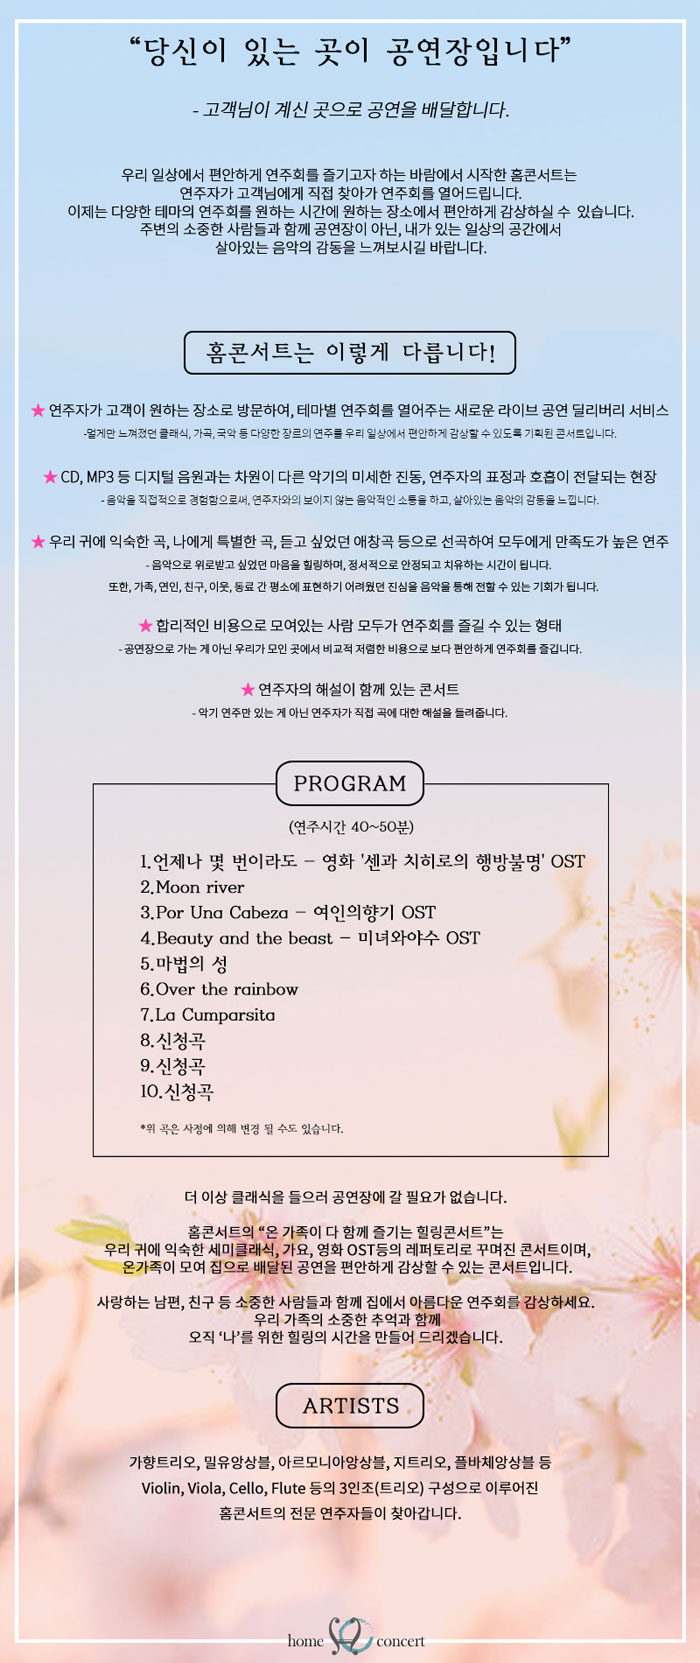 “당신이 있는 곳이 공연장입니다”
- 고객님이 계신 곳으로 공연을 배달합니다.
우리 일상에서 편안하게 연주회를 즐기고자 하는 바람에서 시작한 홈콘서트는
연주자가 고객님에게 직접 찾아가 연주회를 열어드립니다.
이제는 다양한 테마의 연주회를 원하는 시간에 원하는 장소에서 편안하게 감상하실 수 있습니다.
주변의 소중한 사람들과 함께 공연장이 아닌, 내가 있는 일상의 공간에서
살아있는 음악의 감동을 느껴보시길 바랍니다.
홈콘서트는 이렇게 다릅니다!
★ 연주자가 고객이 원하는 장소로 방문하여, 테마별 연주회를 열어주는 새로운 라이브 공연 딜리버리 서비스
-멀게만 느껴졌던 클래식, 가곡, 국악 등 다양한 장르의 연주를 우리 일상에서 편안하게 감상할 수 있도록 기획된 콘서트입니다.
★ CD, MP3 등 디지털 음원과는 차원이 다른 악기의 미세한 진동, 연주자의 표정과 호흡이 전달되는 현장
- 음악을 직접적으로 경험함으로써, 연주자와의 보이지 않는 음악적인 소통을 하고, 살아있는 음악의 감동을 느낍니다.
★ 우리 귀에 익숙한 곡, 나에게 특별한 곡, 듣고 싶었던 애창곡 등으로 선곡하여 모두에게 만족도가 높은 연주
- 음악으로 위로받고 싶었던 마음을 힐링하며, 정서적으로 안정되고 치유하는 시간이 됩니다.
또한, 가족, 연인, 친구, 이웃, 동료 간 평소에 표현하기 어려웠던 진심을 음악을 통해 전할 수 있는 기회가 됩니다.
★ 합리적인 비용으로 모여있는 사람 모두가 연주회를 즐길 수 있는 형태
- 공연장으로 가는 게 아닌 우리가 모인 곳에서 비교적 저렴한 비용으로 보다 편안하게 연주회를 즐깁니다.
★ 연주자의 해설이 함께 있는 콘서트
- 악기 연주만 있는 게 아닌 연주자가 직접 곡에 대한 해설을 들려줍니다.
PROGRAM
(연주시간 40~50분)
1.언제나 몇 번이라도 - 영화 '센과 치히로의 행방불명' OST
2.Moon river
3.Por Una Cabeza - 여인의향기 OST
4.Beauty and the beast - 미녀와야수 OST
5.마법의 성
6.Over the rainbow
7.La Cumparsita
8.신청곡
9.신청곡
10.신청곡
*위 곡은 사정에 의해 변경 될 수도 있습니다.
더 이상 클래식을 들으러 공연장에 갈 필요가 없습니다.
홈콘서트의 “온 가족이 다 함께 즐기는 힐링콘서트”는
우리 귀에 익숙한 세미클래식, 가요, 영화 OST등의 레퍼토리로 꾸며진 콘서트이며,
온가족이 모여 집으로 배달된 공연을 편안하게 감상할 수 있는 콘서트입니다.
사랑하는 남편, 친구 등 소중한 사람들과 함께 집에서 아름다운 연주회를 감상하세요.
우리 가족의 소중한 추억과 함께
오직 ‘나’를 위한 힐링의 시간을 만들어 드리겠습니다.
ARTISTS
가향트리오, 밀유앙상블, 아르모니아앙상블, 지트리오, 플바체앙상블 등
Violin, Viola, Cello, Flute 등의 3인조(트리오) 구성으로 이루어진
홈콘서트의 전문 연주자들이 찾아갑니다.
home concert